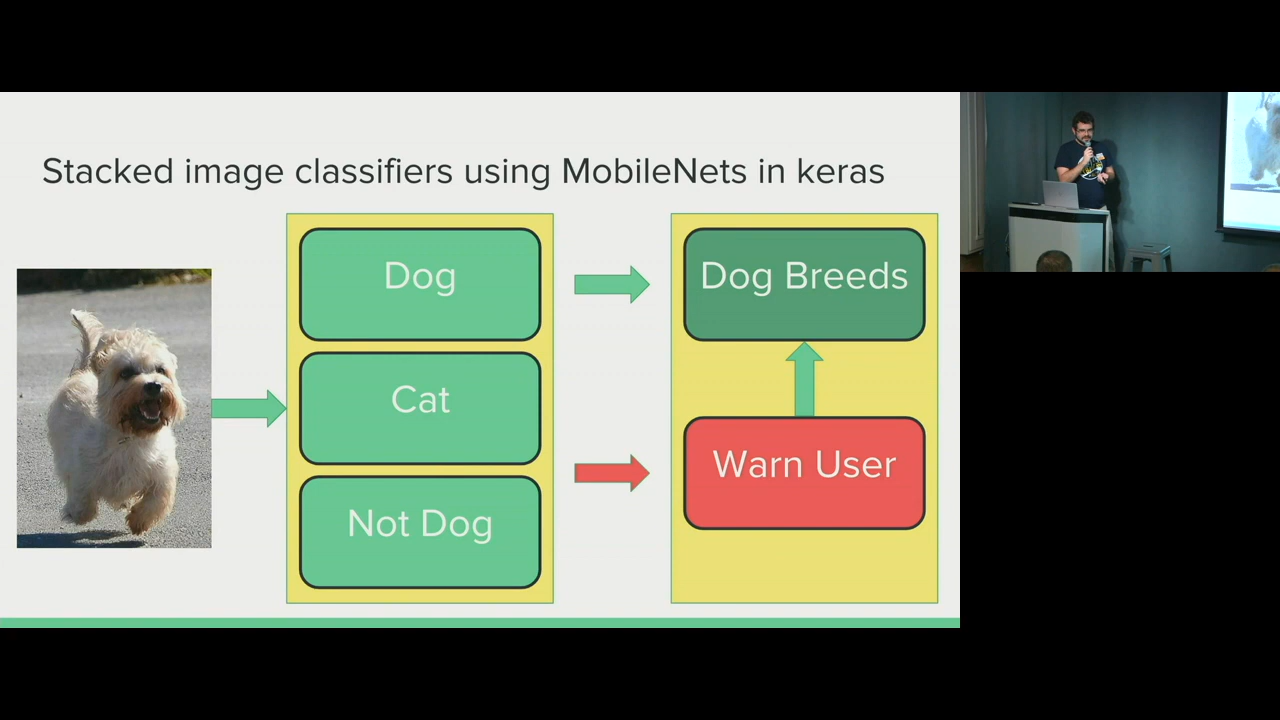 Stacked image classifiers using MobileNets in keras
Dog
Cat
Not Dog
Dog Breeds
Warn User